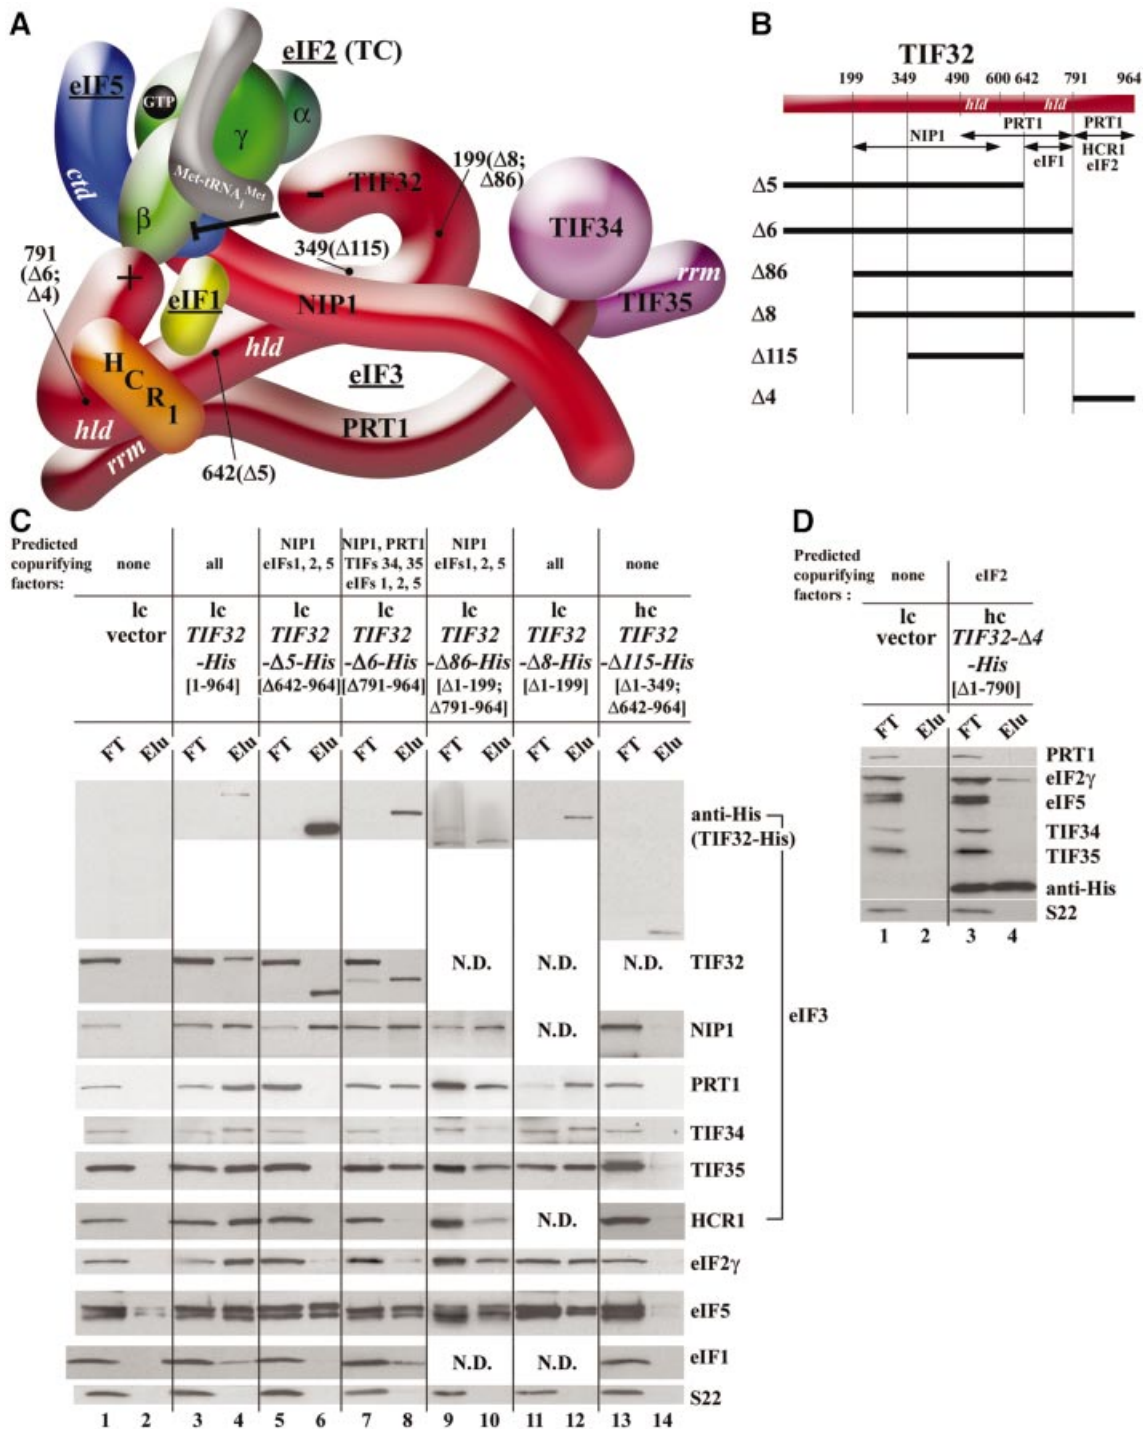 A
eIF2 (TC)
eIF5
GTP
γ
α
ctd
Met-tRNAiMet
β
-
TIF32
199(Δ8;
Δ86)
349(Δ115)
TIF34
rrm
TIF35
791
(Δ6;
Δ4)
+
eIF1
NIP1
hld
HCR1
eIF3
hld
PRT1
rrm
642(Δ5)
B
TIF32
199 349 490 600 642 791 964
hld hld
NIP1 PRT1 PRT1
eIF1 HCR1
eIF2
Δ5
Δ6
Δ86
Δ8
Δ115
Δ4
C
Predicted
copurifying
factors:
none
all
NIP1
eIFs1, 2, 5
NIP1, PRT1
TIFs 34, 35
eIFs 1, 2, 5
NIP1
eIFs1, 2, 5
all
none
lc
vector
lc
TIF32
-His
[1-964]
lc
TIF32
-Δ5-His
[Δ642-964]
lc
TIF32
-Δ6-His
[Δ791-964]
lc
TIF32
-Δ86-His
[Δ1-199;
Δ791-964]
lc
TIF32
-Δ8-His
[Δ1-199]
hc
TIF32
-Δ115-His
[Δ1-349;
Δ642-964]
FT Elu FT Elu FT Elu FT Elu FT Elu FT Elu FT Elu
anti-His
(TIF32-His)
N.D. N.D. N.D. TIF32
N.D. NIP1
eIF3
PRT1
TIF34
TIF35
N.D. HCR1
eIF2γ
eIF5
N.D. N.D. eIF1
S22
1 2 3 4 5 6 7 8 9 10 11 12 13 14
D
Predicted
copurifying
factors :
none
eIF2
lc
vector
hc
TIF32-Δ4
-His
[Δ1-790]
FT Elu FT Elu
PRT1
eIF2γ
eIF5
TIF34
TIF35
anti-His
S22
1 2 3 4